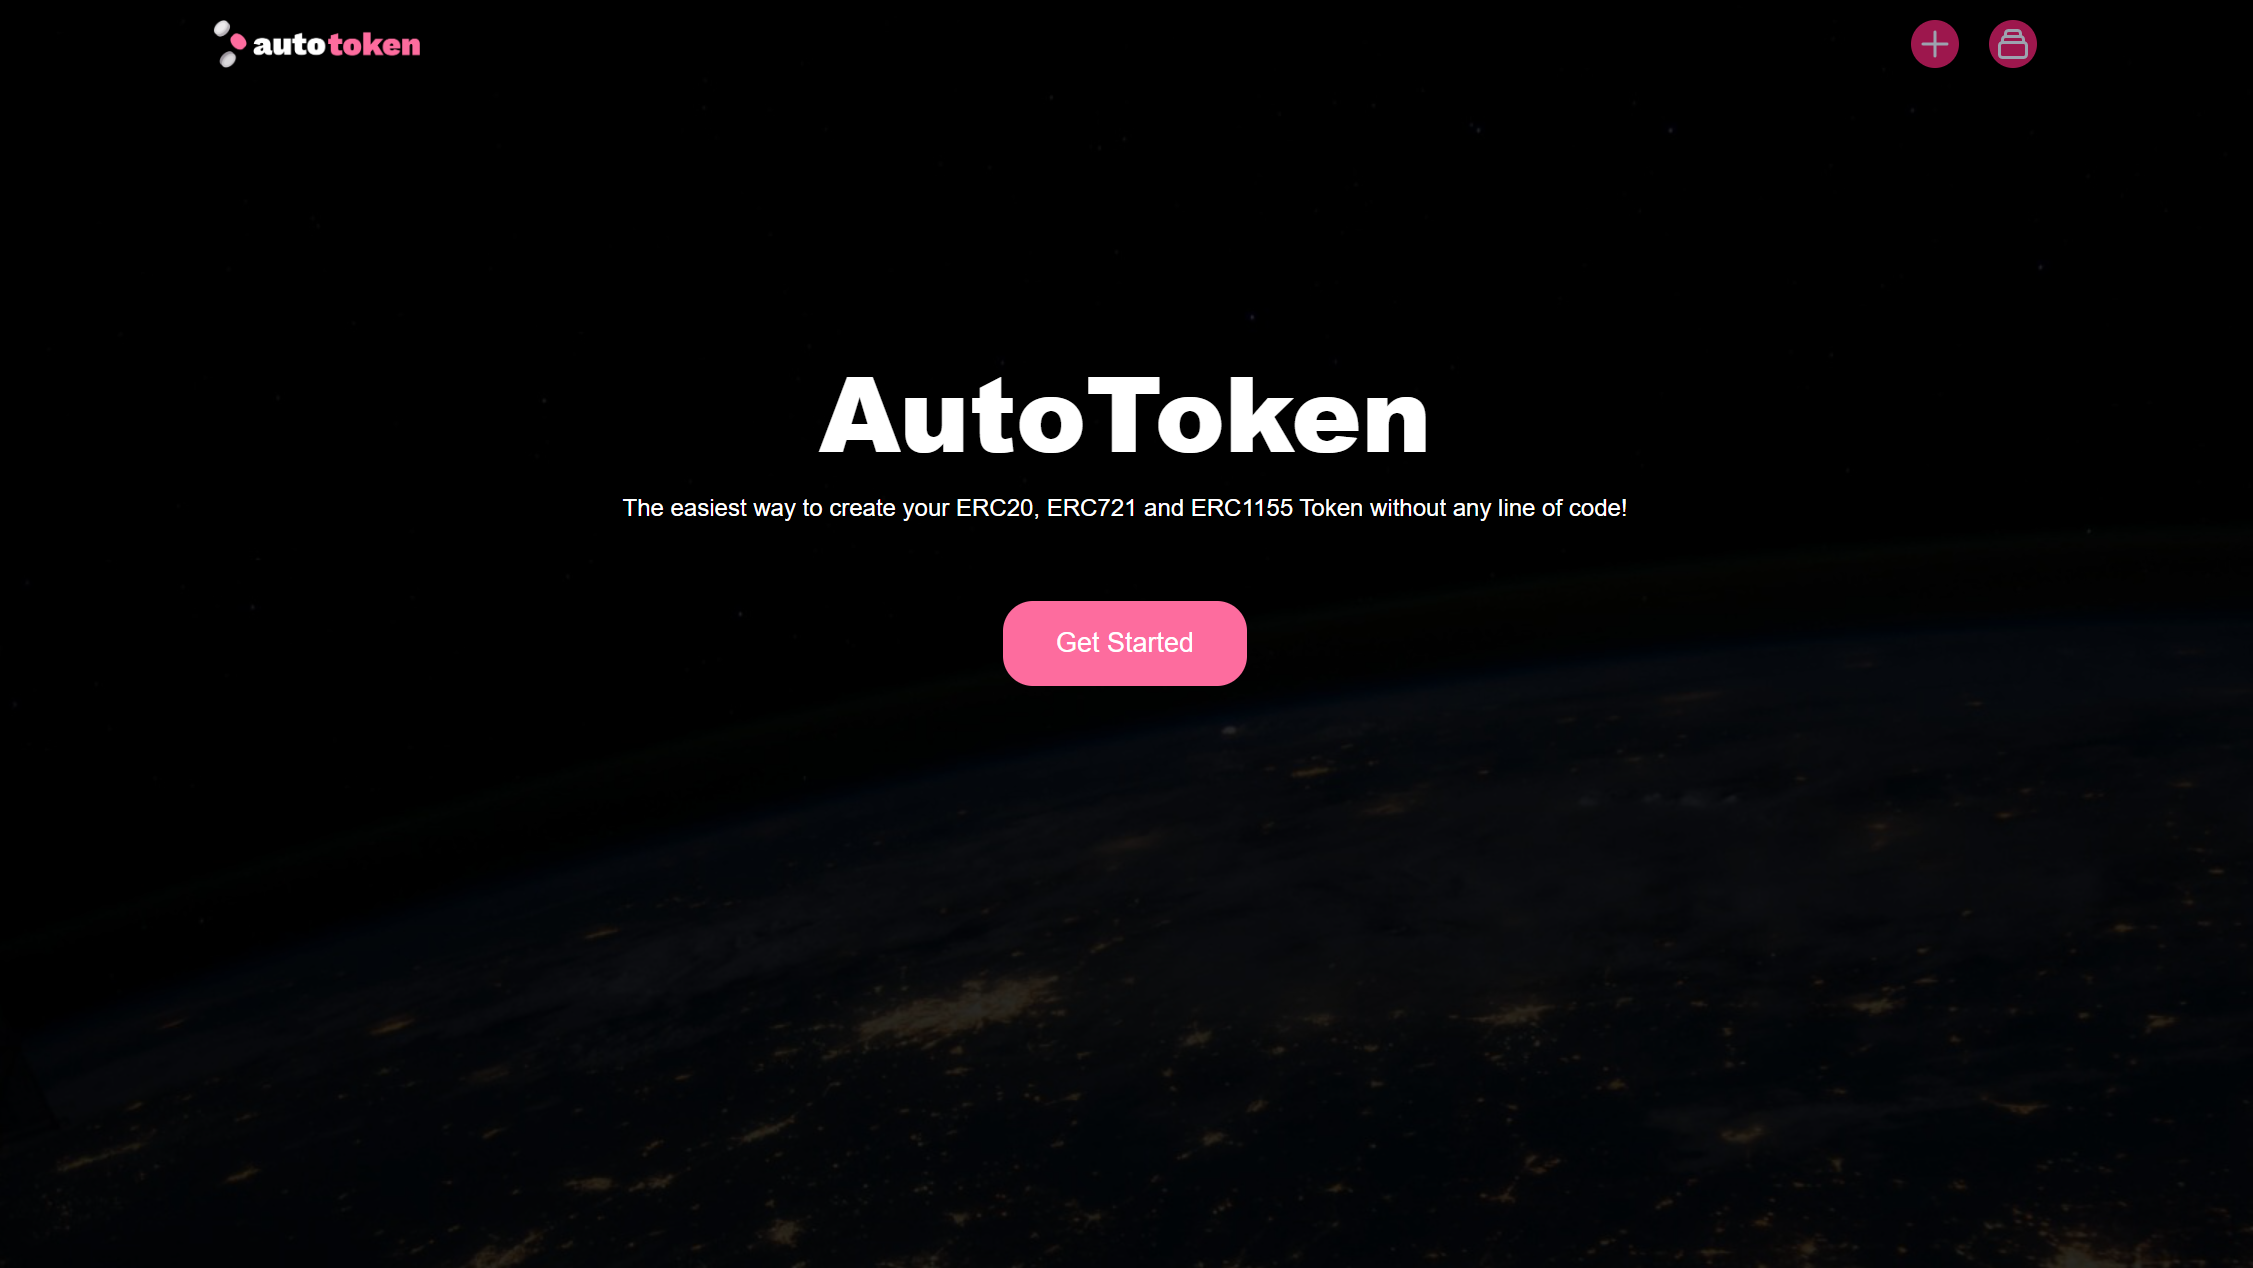 autotoken
AutoToken
The easiest way to create your ERC20, ERC721 and ERC1155 Token without any line of code!
Get Started